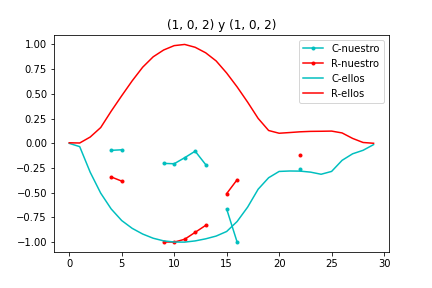 (1, 0, 2) y (1, 0, 2)
1.00
0.75
0.50
0.25
0.00
−0.25
−0.50
−0.75
−1.00
0 5 10 15 20 25 30
C-nuestro
R-nuestro
C-ellos
R-ellos